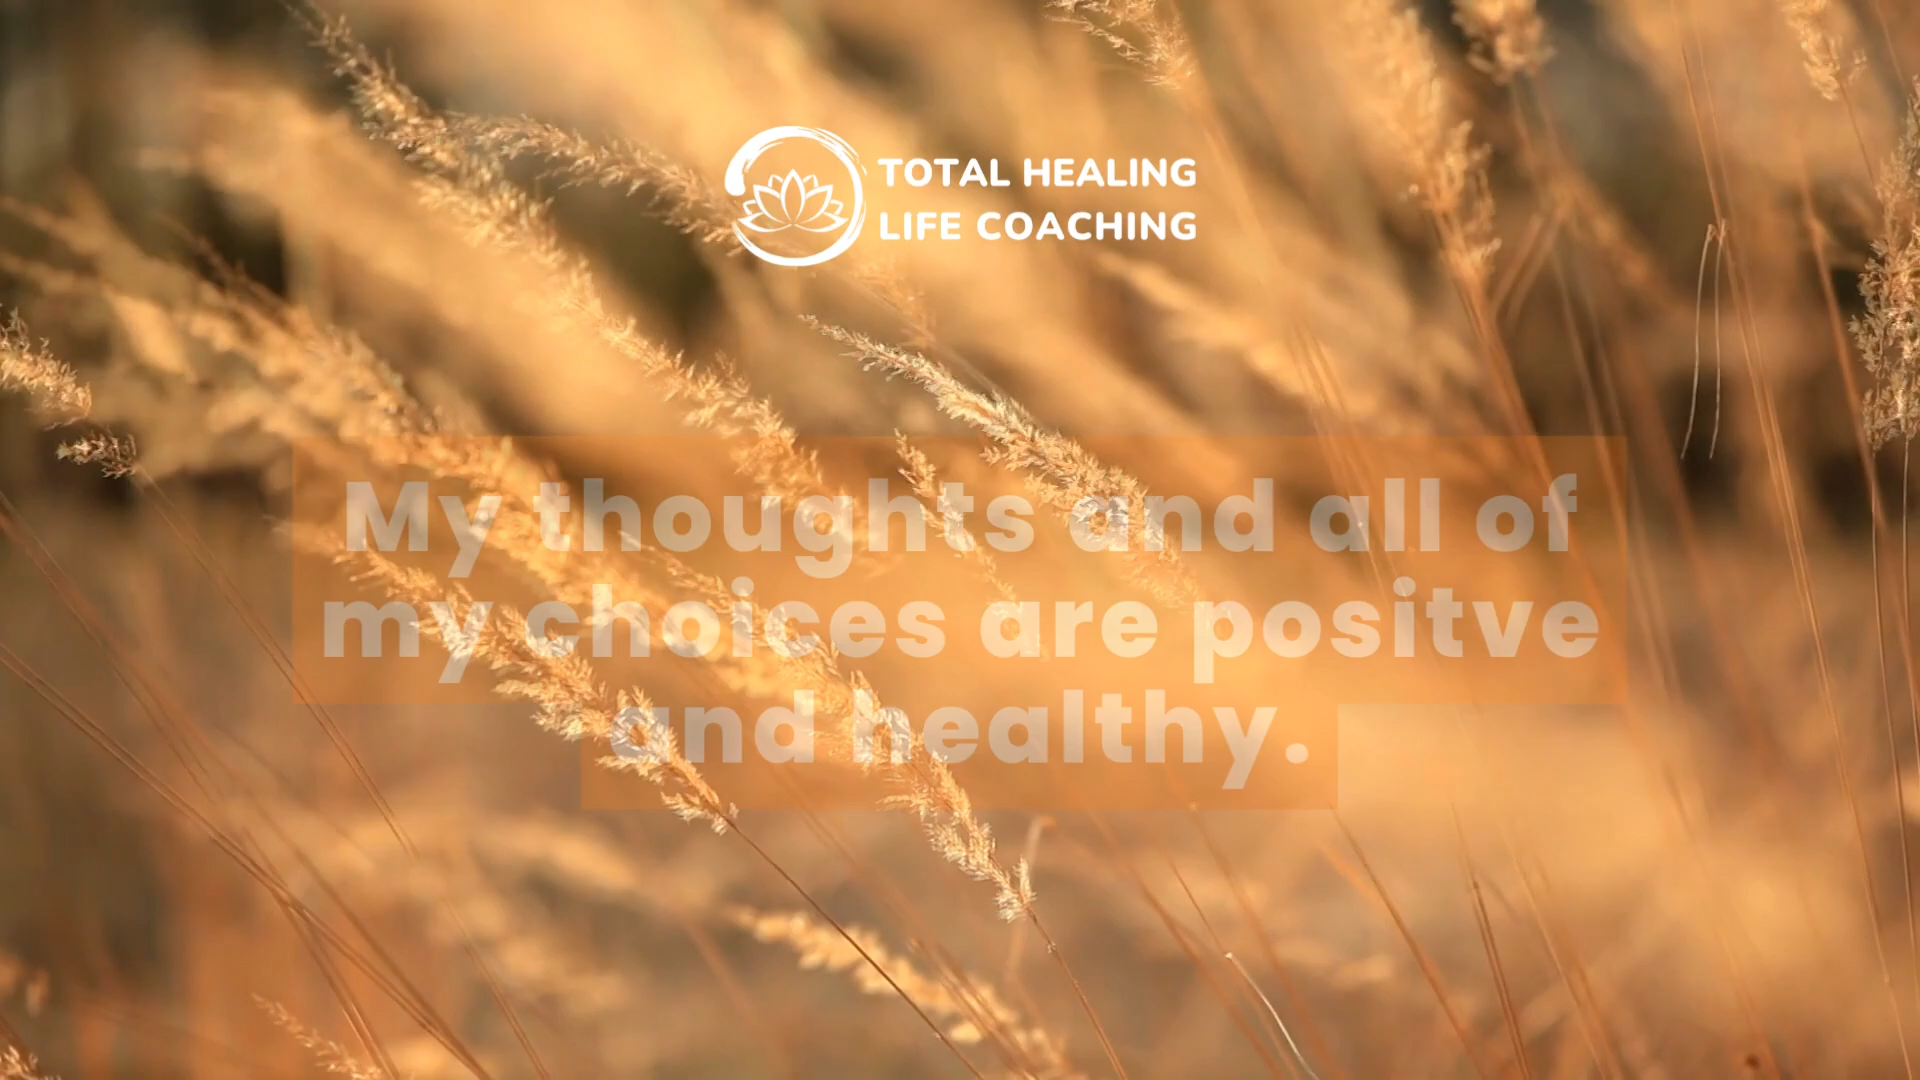 TOTAL HEALING
LIFE COACHING
My thoughts and all of
my choices are positve
and healthy.